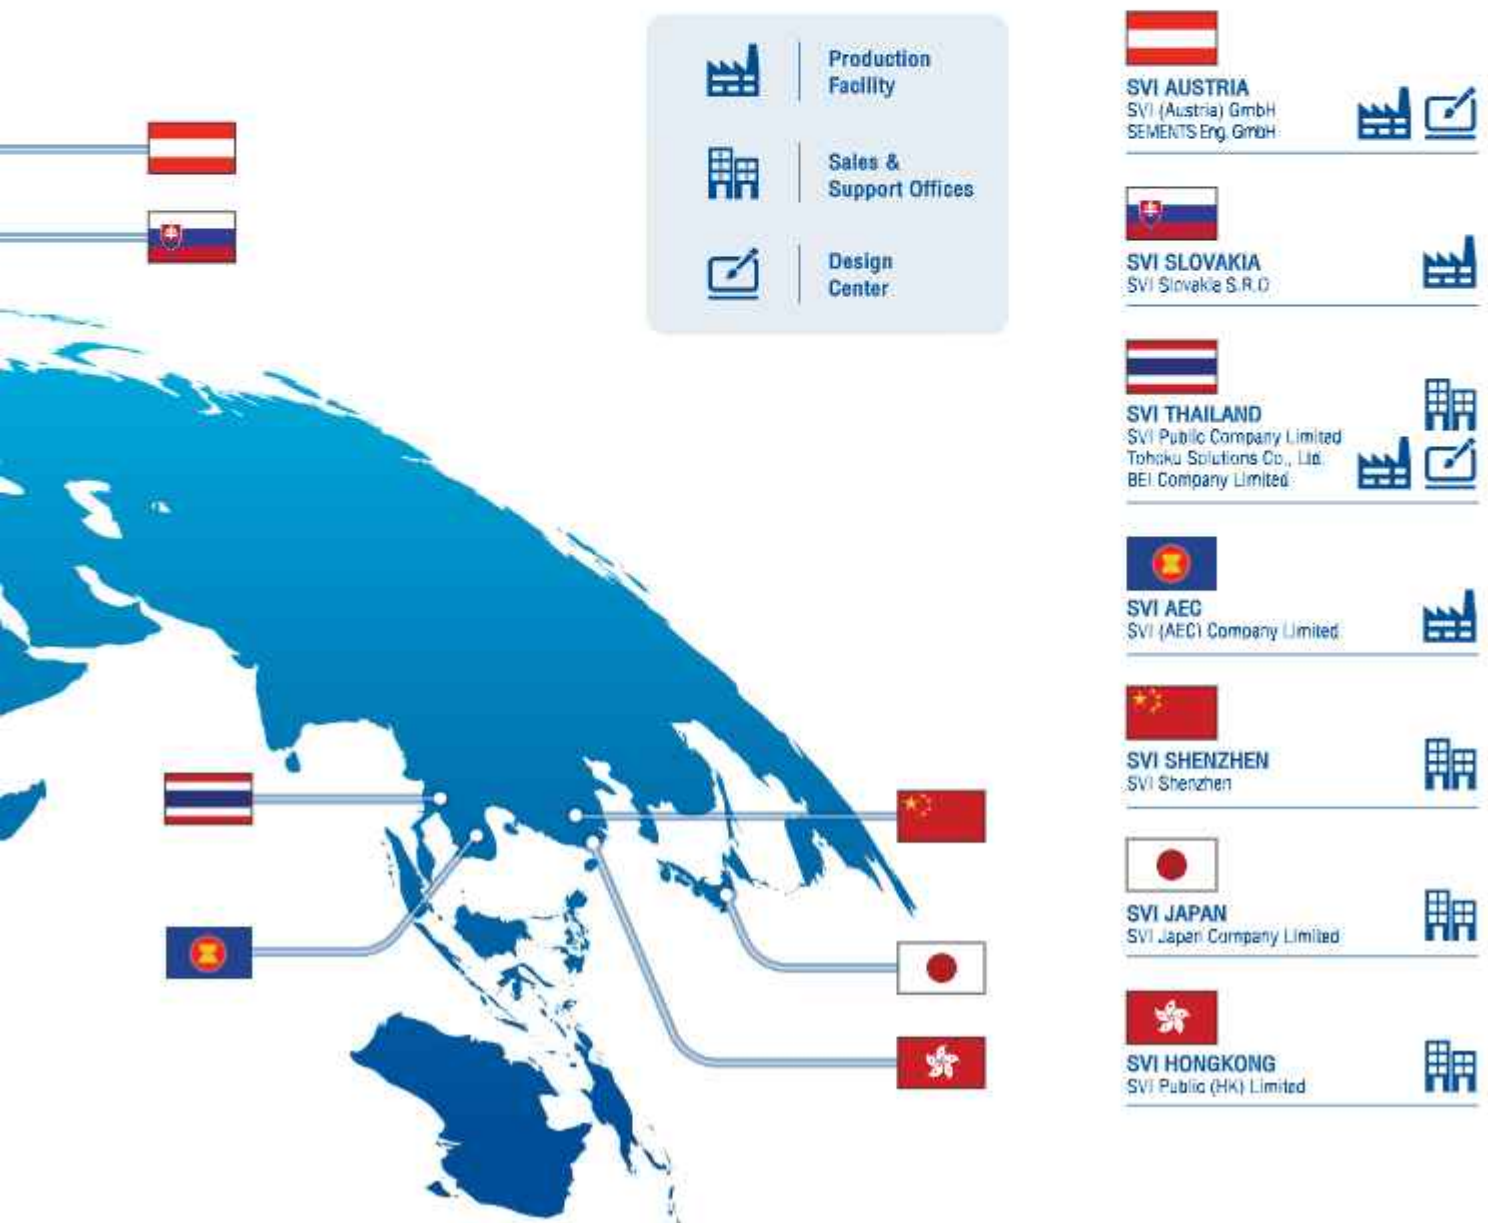 Production
Facility
Sales &
Support Offices
Design
Center
SVI AUSTRIA
SVI (Austria) GmbH
SEMENTS Eng. GmbH
SVI SLOVAKIA
SVI Slovakia S.R.O
SVI THAILAND
SVI Public Company Limited
Tohoku Solutions Co., Ltd.
BEI Company Limited
SVI AEC
SVI (AEC) Company Limited
SVI SHENZHEN
SVI Shenzhen
SVI JAPAN
SVI Japan Company Limited
SVI HONGKONG
SVI Public (HK) Limited